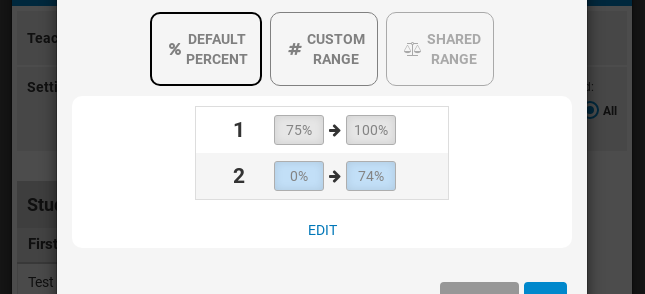 % DEFAULT PERCENT
# CUSTOM RANGE
SHARED RANGE
Teac
Setti
d:
All
1 75% 100%
2 0% 74%
EDIT
Stu
First
Test